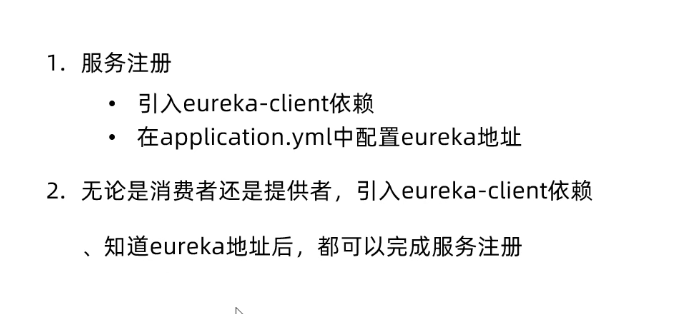 1. 服务注册
• 引入eureka-client依赖
• 在application.yml中配置eureka地址
2. 无论是消费者还是提供者，引入eureka-client依赖
、知道eureka地址后，都可以完成服务注册